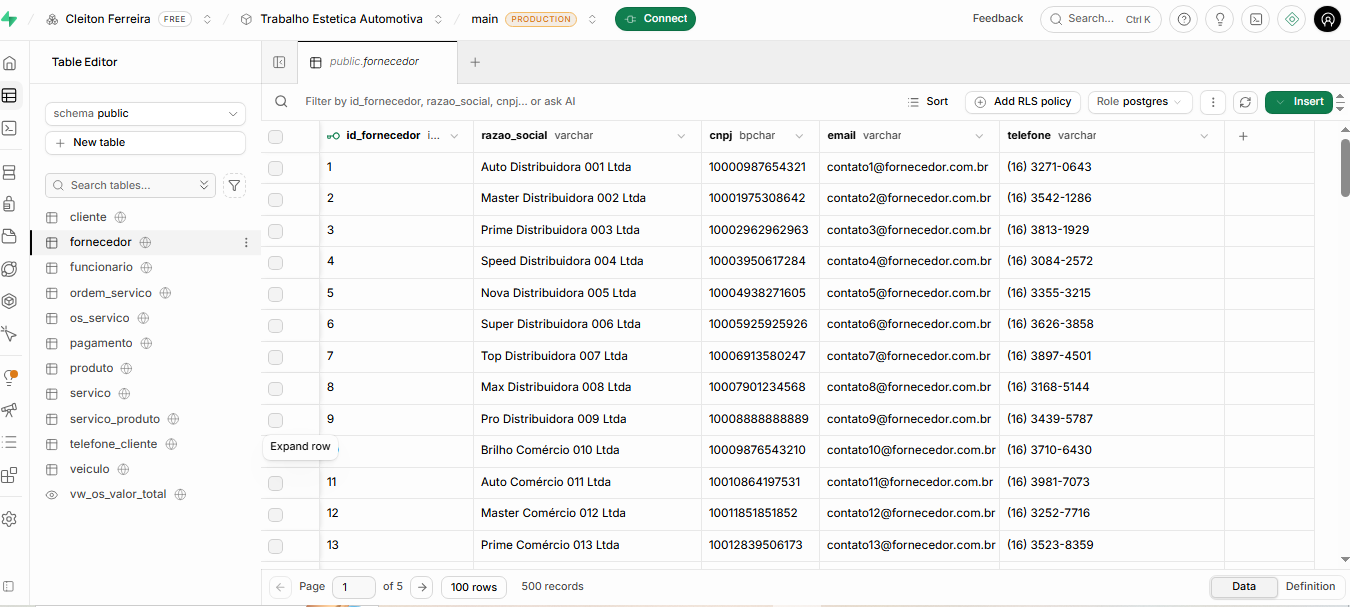 Cleiton Ferreira FREE Trabalho Estetica Automotiva main PRODUCTION Connect Feedback Search... Ctrl K
Table Editor
public.fornecedor
schema public
New table
Search tables...
cliente
fornecedor
funcionario
ordem_servico
os_servico
pagamento
produto
servico
servico_produto
telefone_cliente
veiculo
vw_os_valor_total
Filter by id_fornecedor, razao_social, cnpj... or ask AI Sort Add RLS policy Role postgres Insert
id_fornecedor i... razao_social varchar cnpj bpchar email varchar telefone varchar
1 Auto Distribuidora 001 Ltda 10000987654321 contato1@fornecedor.com.br (16) 3271-0643
2 Master Distribuidora 002 Ltda 10001975308642 contato2@fornecedor.com.br (16) 3542-1286
3 Prime Distribuidora 003 Ltda 10002962962963 contato3@fornecedor.com.br (16) 3813-1929
4 Speed Distribuidora 004 Ltda 10003950617284 contato4@fornecedor.com.br (16) 3084-2572
5 Nova Distribuidora 005 Ltda 10004938271605 contato5@fornecedor.com.br (16) 3355-3215
6 Super Distribuidora 006 Ltda 10005925925926 contato6@fornecedor.com.br (16) 3626-3858
7 Top Distribuidora 007 Ltda 10006913580247 contato7@fornecedor.com.br (16) 3897-4501
8 Max Distribuidora 008 Ltda 10007901234568 contato8@fornecedor.com.br (16) 3168-5144
9 Pro Distribuidora 009 Ltda 10008888888889 contato9@fornecedor.com.br (16) 3439-5787
Expand row Brilho Comércio 010 Ltda 10009876543210 contato10@fornecedor.com.br (16) 3710-6430
11 Auto Comércio 011 Ltda 10010864197531 contato11@fornecedor.com.br (16) 3981-7073
12 Master Comércio 012 Ltda 10011851851852 contato12@fornecedor.com.br (16) 3252-7716
13 Prime Comércio 013 Ltda 10012839506173 contato13@fornecedor.com.br (16) 3523-8359
Page 1 of 5 100 rows 500 records Data Definition